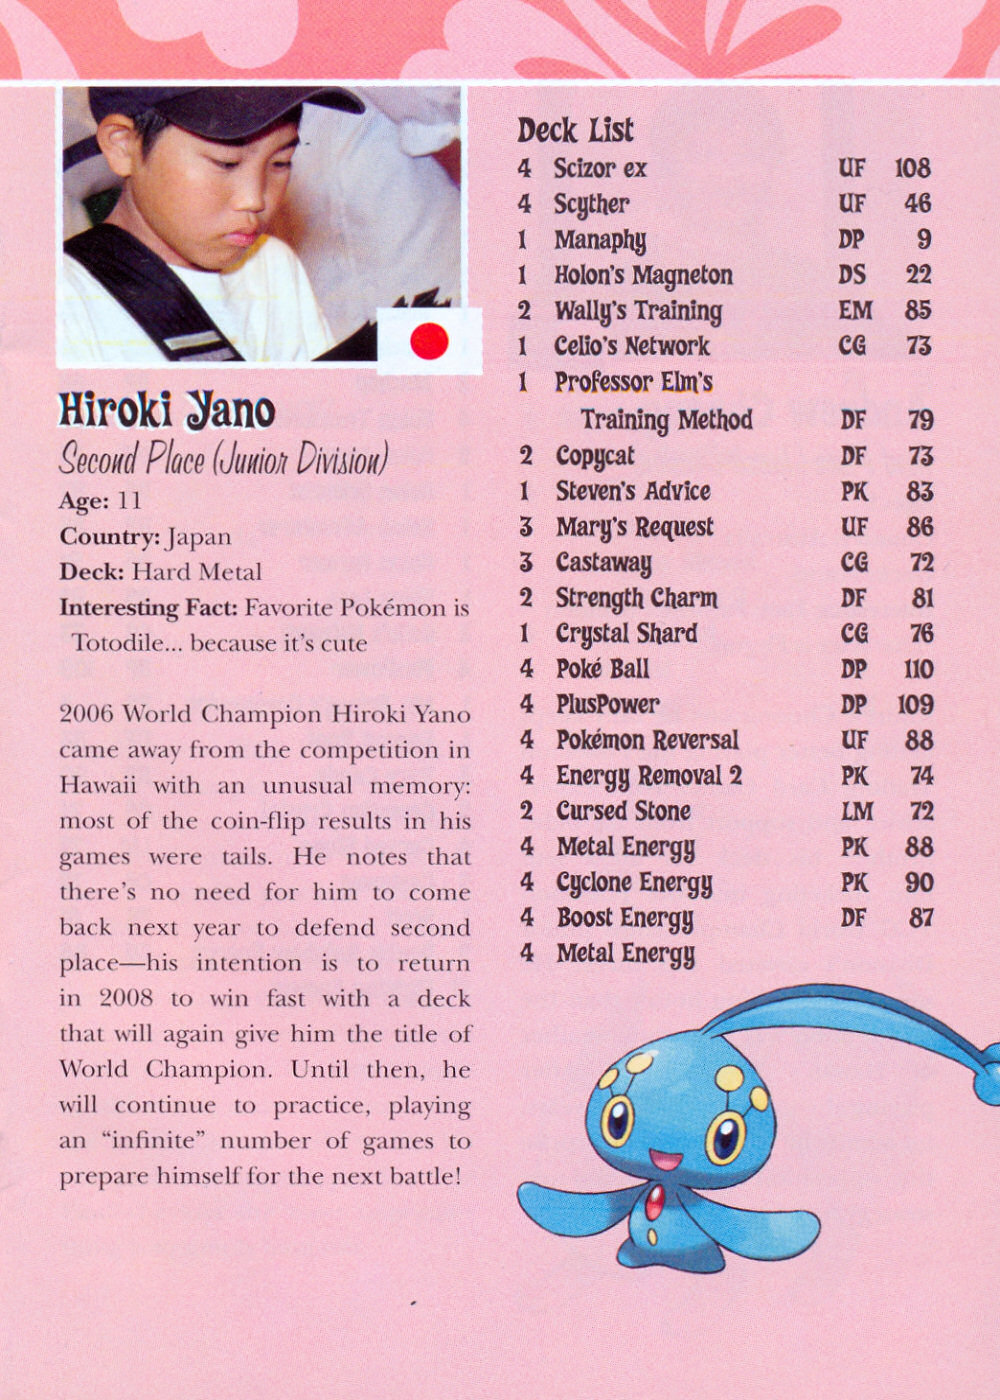 Hiroki Yano
Second Place (Junior Division)
Age: 11
Country: Japan
Deck: Hard Metal
Interesting Fact: Favorite Pokémon is
Totodile... because it's cute
2006 World Champion Hiroki Yano
came away from the competition in
Hawaii with an unusual memory:
most of the coin-flip results in his
games were tails. He notes that
there's no need for him to come
back next year to defend second
place—his intention is to return
in 2008 to win fast with a deck
that will again give him the title of
World Champion. Until then, he
will continue to practice, playing
an “infinite” number of games to
prepare himself for the next battle!
Deck List
4 Scizor ex UF 108
4 Scyther UF 46
1 Manaphy DP 9
1 Holon's Magneton DS 22
2 Wally's Training EM 85
1 Celio's Network CG 73
1 Professor Elm's
Training Method DF 79
2 Copycat DF 73
1 Steven's Advice PK 83
3 Mary's Request UF 86
3 Castaway CG 72
2 Strength Charm DF 81
1 Crystal Shard CG 76
4 Poké Ball DP 110
4 PlusPower DP 109
4 Pokémon Reversal UF 88
4 Energy Removal 2 PK 74
2 Cursed Stone LM 72
4 Metal Energy PK 88
4 Cyclone Energy PK 90
4 Boost Energy DF 87
4 Metal Energy